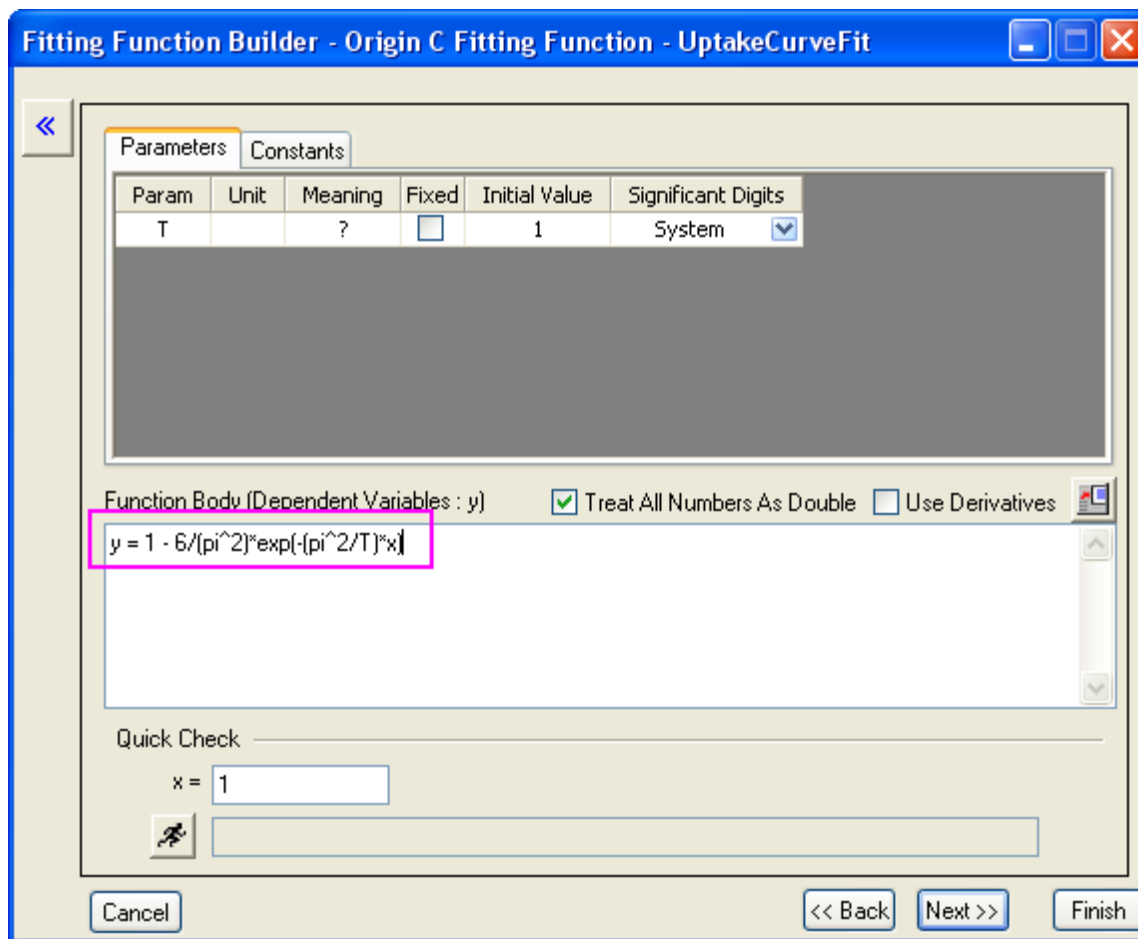 Fitting Function Builder - Origin C Fitting Function - UptakeCurveFit
«
Parameters Constants
Param Unit Meaning Fixed Initial Value Significant Digits
T ? 1 System
Function Body (Dependent Variables : y) Treat All Numbers As Double Use Derivatives
y = 1 - 6/(pi^2)*exp(-(pi^2/T)*x)
Quick Check
x = 1
Cancel << Back Next >> Finish